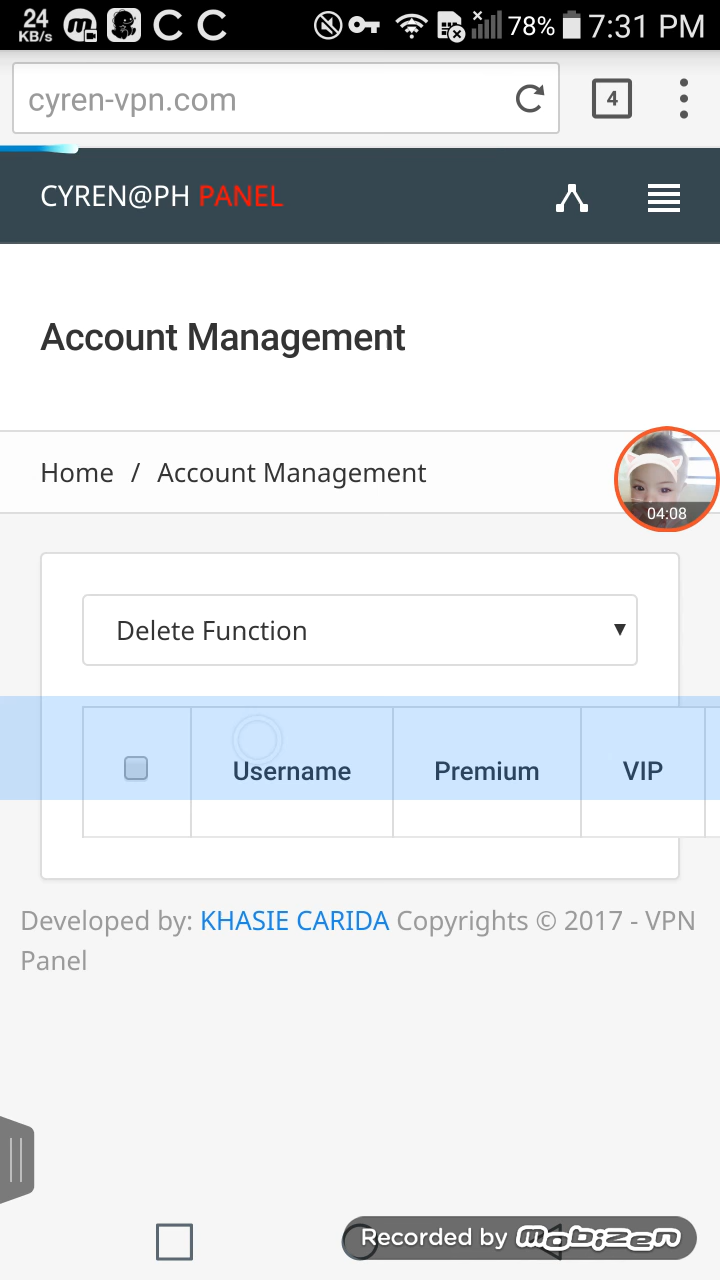 24
KB/s
78%
7:31 PM
cyren-vpn.com
4
CYREN@PH PANEL
Account Management
Home / Account Management
04:08
Delete Function
Username Premium VIP
Developed by: KHASIE CARIDA Copyrights © 2017 - VPN
Panel
Recorded by mobizen